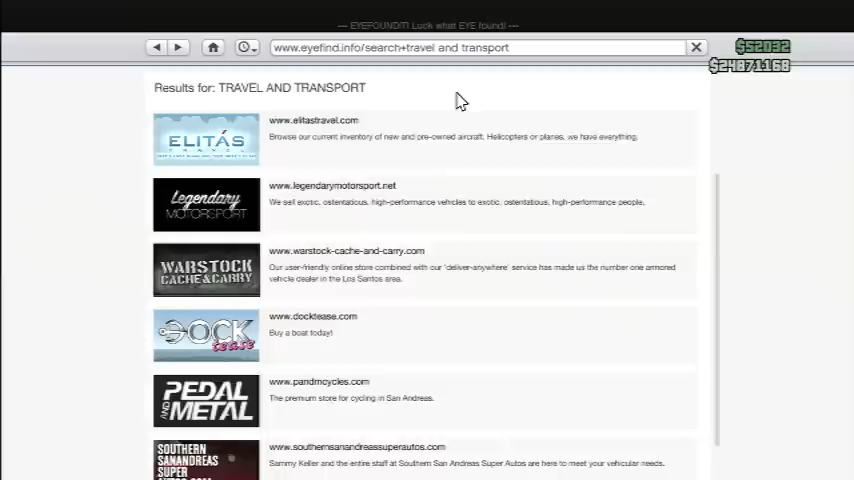 --- EYEFOUNDIT! Luck what EYE found! ---
www.eyefind.info/search+travel and transport
$52032
$24871168
Results for: TRAVEL AND TRANSPORT
ELITÁS
TRAVEL
www.elitastravel.com
Browse our current inventory of new and pre-owned aircraft. Helicopters or planes, we have everything.
Legendary
MOTORSPORT
www.legendarymotorsport.net
We sell exotic, ostentatious, high-performance vehicles to exotic, ostentatious, high-performance people.
WARSTOCK
CACHE&CARRY
www.warstock-cache-and-carry.com
Our user-friendly online store combined with our 'deliver-anywhere' service has made us the number one armored
vehicle dealer in the Los Santos area.
DOCK
tease
www.docktease.com
Buy a boat today!
PEDAL
AND METAL
www.pandmcycles.com
The premium store for cycling in San Andreas.
SOUTHERN
SANANDREAS
SUPER
AUTOS.COM
www.southernsanandreassuperautos.com
Sammy Keller and the entire staff at Southern San Andreas Super Autos are here to meet your vehicular needs.